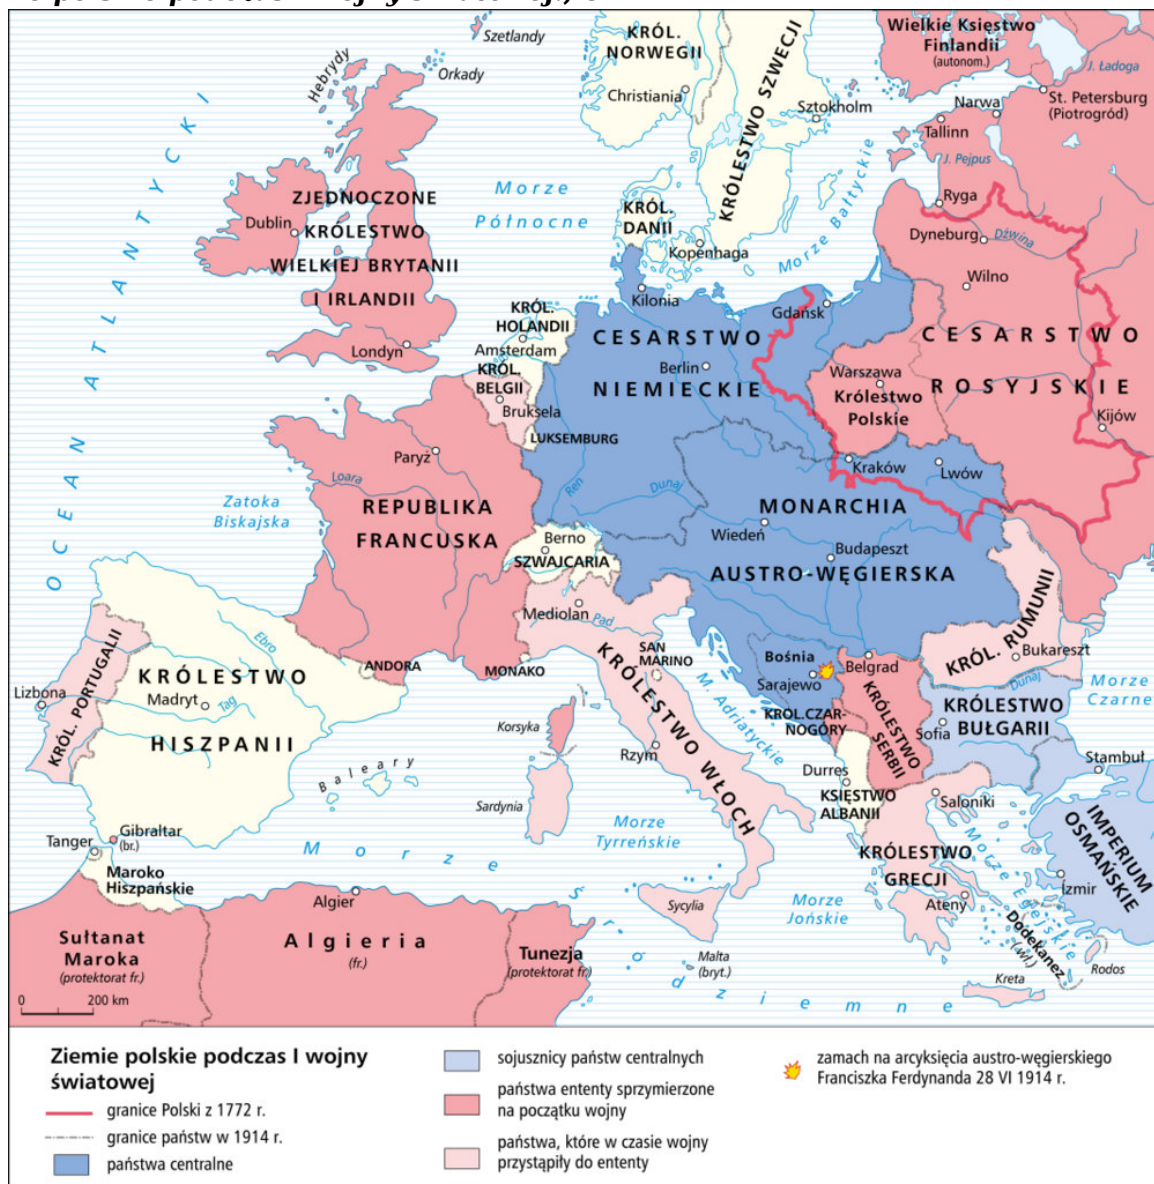 KRÓL.
NORWEGII
Christiania
KRÓLESTWO SZWECJI
Sztokholm
Wielkie Księstwo
Finlandii
(autonom.)
J. Ładoga
St. Petersburg
(Piotrogród)
Narwa
Tallinn
J. Pejpus
Szetlandy
Orkady
Hebrydy
OCEAN ATLANTYCKI
ZJEDNOCZONE
KRÓLESTWO
WIELKIEJ BRYTANII
I IRLANDII
Dublin
Londyn
Morze
Północne
KRÓL.
DANII
Kopenhaga
Morze Bałtyckie
Ryga
Dyneburg
Dźwina
Wilno
Kilonia
Gdańsk
KRÓL.
HOLANDII
Amsterdam
KRÓL.
BELGII
Bruksela
LUKSEMBURG
CESARSTWO
NIEMIECKIE
Berlin
Warszawa
Królestwo
Polskie
CESARSTWO
ROSYJSKIE
Kijów
Kraków
Lwów
Paryż
Loara
Ren
Dunaj
Zatoka
Biskajska
REPUBLIKA
FRANCUSKA
MONARCHIA
AUSTRO-WĘGIERSKA
Wiedeń
Budapeszt
Berno
SZWAJCARIA
Mediolan
Pad
KRÓL. RUMUNII
Bukareszt
Dunaj
KRÓL. PORTUGALII
Lizbona
KRÓLESTWO
HISZPANII
Madryt
Tag
Ebro
ANDORA
MONAKO
SAN
MARINO
KRÓLESTWO WŁOCH
Rzym
M. Adriatyckie
Bośnia
Sarajewo
Belgrad
KRÓL.CZAR-
NOGÓRY
KRÓLESTWO
SERBII
KRÓLESTWO
BUŁGARII
Sofia
Morze
Czarne
Stambuł
Korsyka
Sardynia
Baleary
Morze
Tyrreńskie
Durres
KSIĘSTWO
ALBANII
Saloniki
KRÓLESTWO
GRECJI
Ateny
Morze Egejskie
IMPERIUM
OSMAŃSKIE
İzmir
Tanger
Gibraltar
(br.)
Maroko
Hiszpańskie
Morze Śródziemne
Sycylia
Morze
Jońskie
Dodekanez
(wł.)
Rodos
Kreta
Malta
(bryt.)
Sułtanat
Maroka
(protektorat fr.)
Algier
Algieria
(fr.)
Tunezja
(protektorat fr.)
0 200 km
Ziemie polskie podczas I wojny
światowej
granice Polski z 1772 r.
granice państw w 1914 r.
państwa centralne
sojusznicy państw centralnych
państwa ententy sprzymierzone
na początku wojny
państwa, które w czasie wojny
przystąpiły do ententy
zamach na arcyksięcia austro-węgierskiego
Franciszka Ferdynanda 28 VI 1914 r.